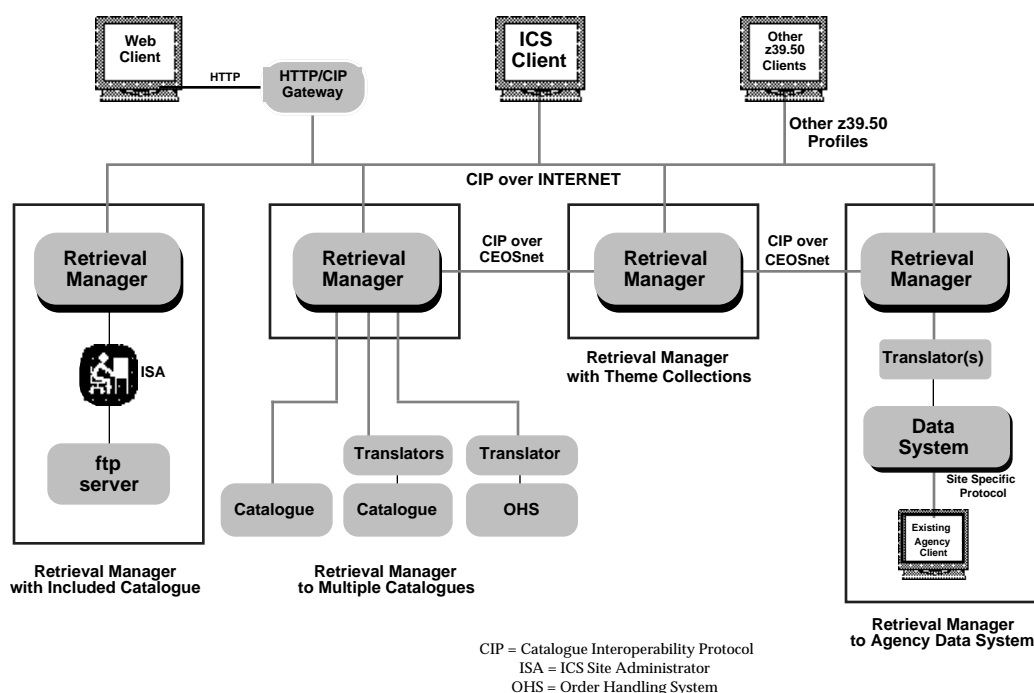 Web
Client
HTTP
HTTP/CIP
Gateway
ICS
Client
Other
z39.50
Clients
Other z39.50
Profiles
CIP over INTERNET
Retrieval
Manager
ISA
ftp
server
Retrieval Manager
with Included Catalogue
Retrieval
Manager
CIP over
CEOSnet
Translators
Translator
Catalogue
Catalogue
OHS
Retrieval Manager
to Multiple Catalogues
Retrieval
Manager
Retrieval Manager
with Theme Collections
CIP over
CEOSnet
Retrieval
Manager
Translator(s)
Data
System
Site Specific
Protocol
Existing
Agency
Client
Retrieval Manager
to Agency Data System
CIP = Catalogue Interoperability Protocol
ISA = ICS Site Administrator
OHS = Order Handling System